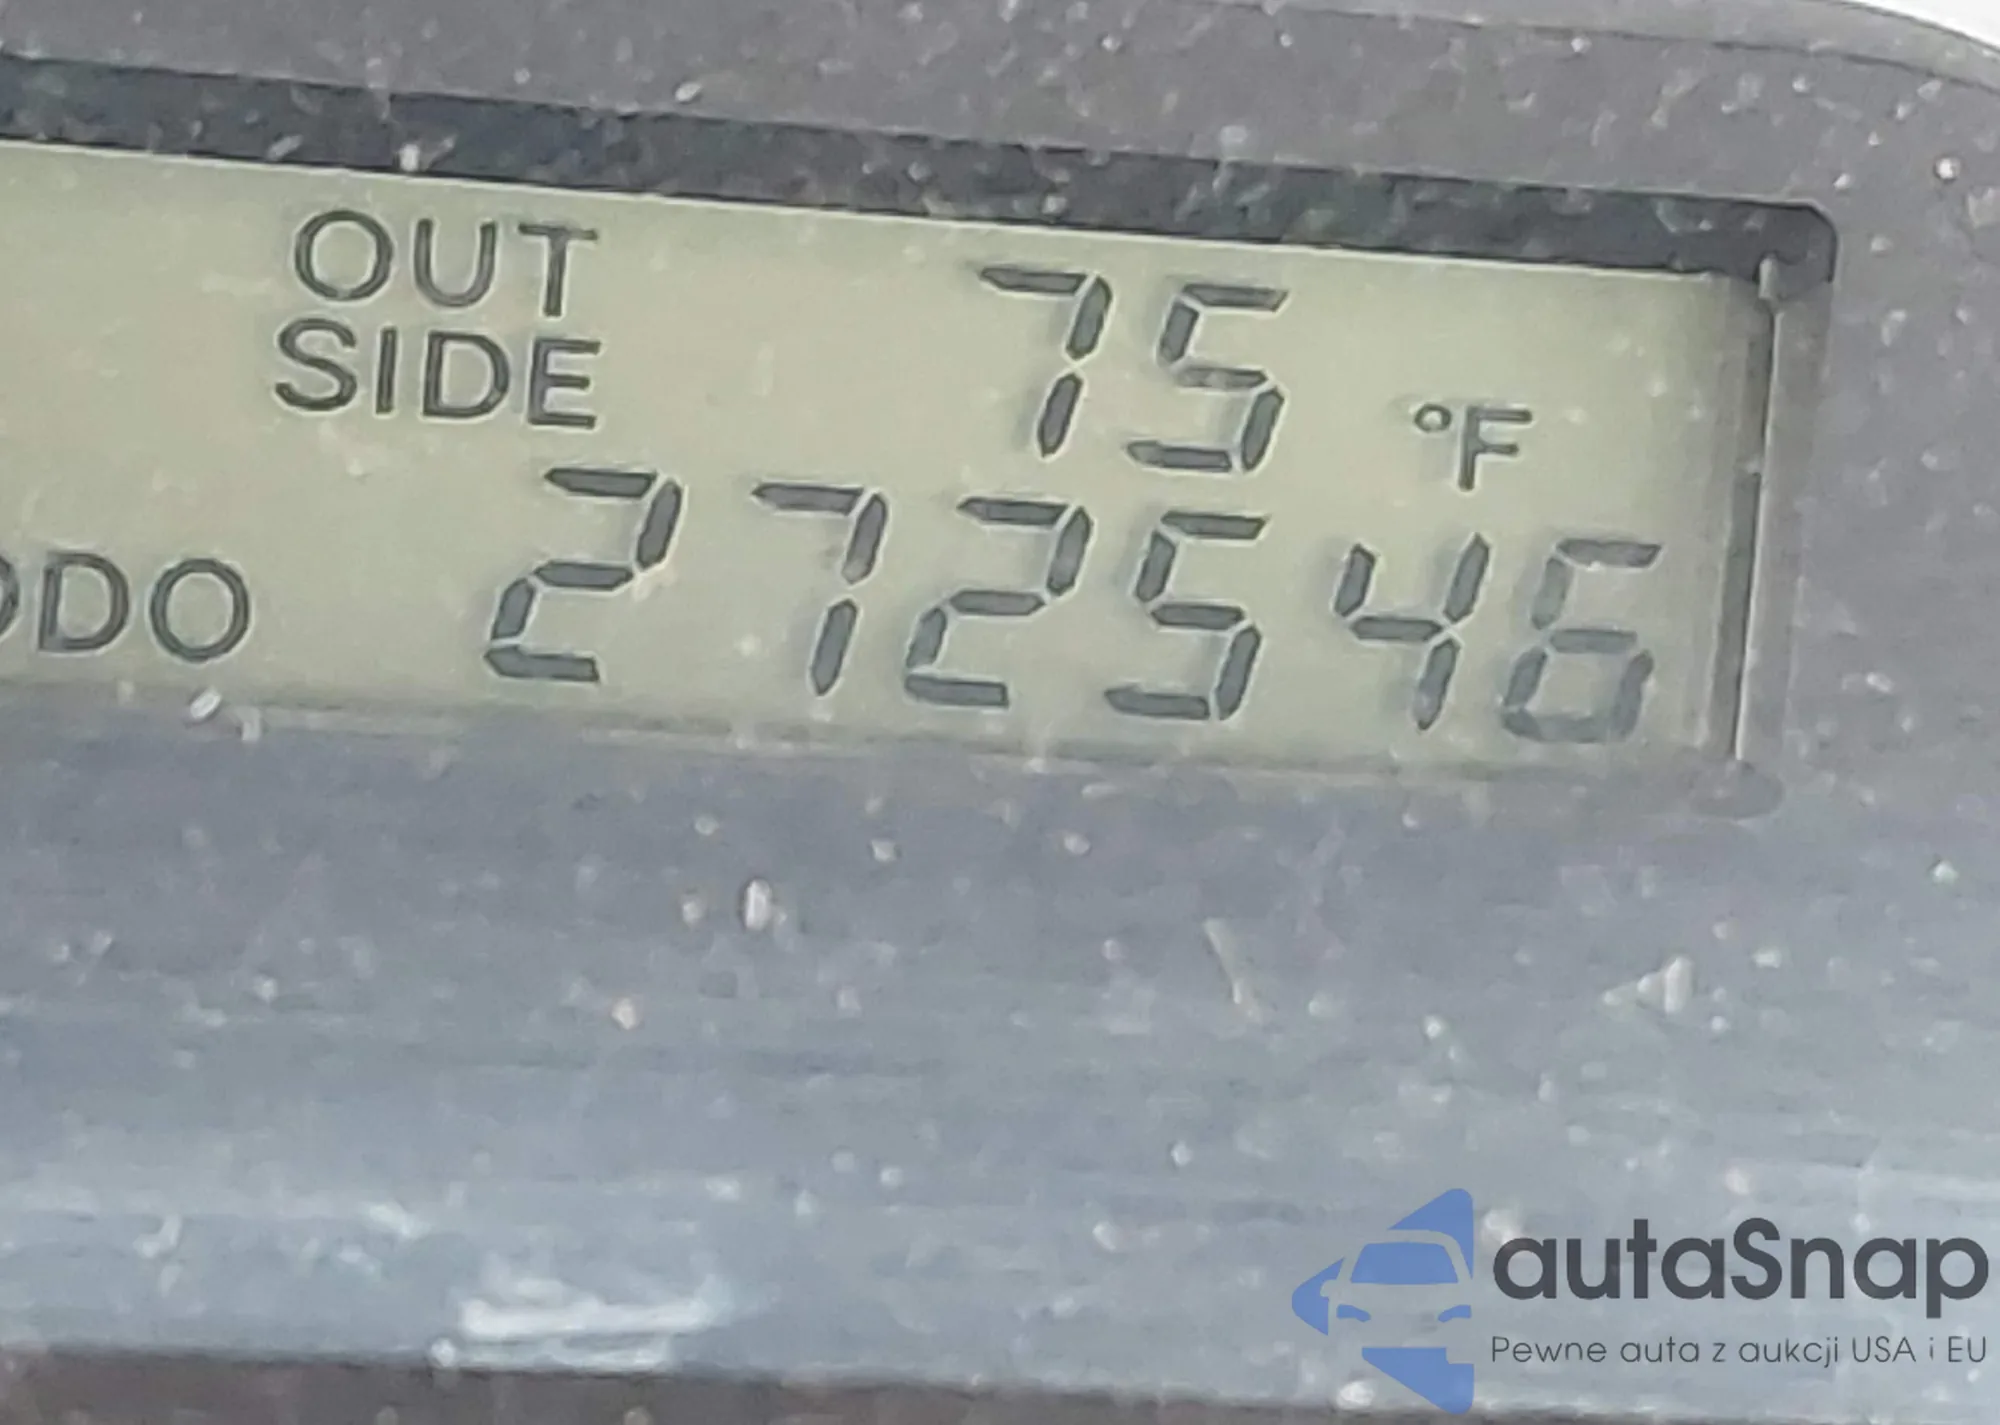 OUT
SIDE
75 °F
ODO 272546
autaSnap
Pewne auta z aukcji USA i EU